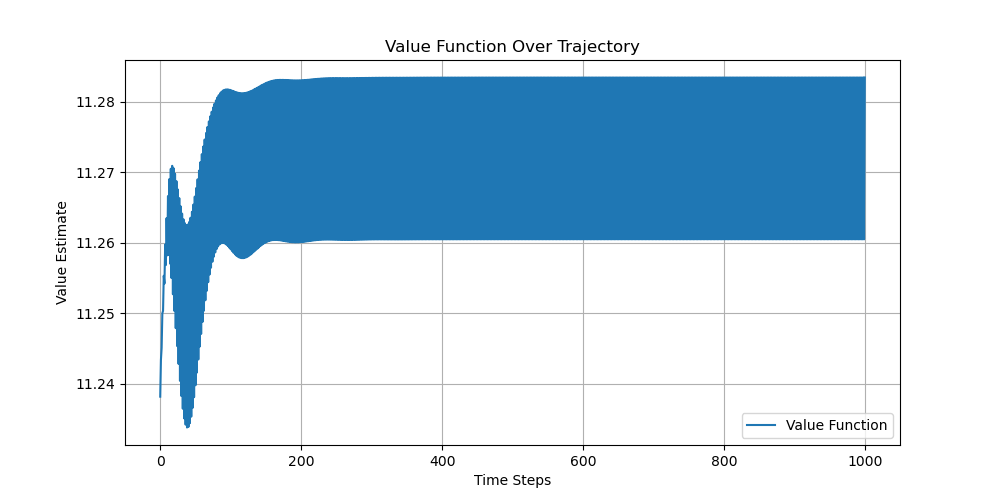 Value Function Over Trajectory
Value Estimate
11.28
11.27
11.26
11.25
11.24
0 200 400 600 800 1000
Time Steps
Value Function